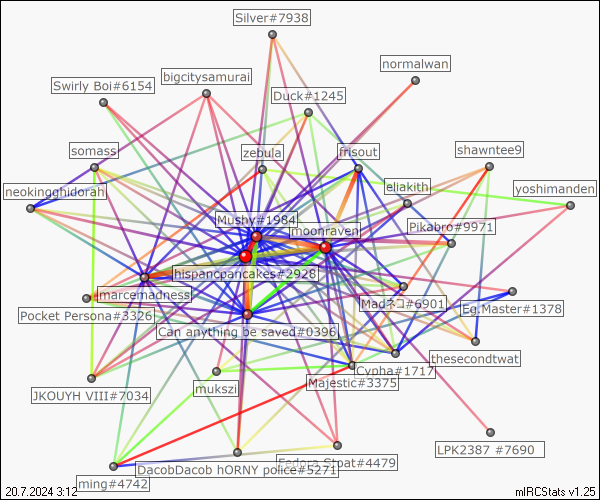 Silver#7938
normalwan
bigcitysamurai
Swirly Boi#6154
Duck#1245
somass
zebula
frisout
shawntee9
neokingghidorah
eliakith
yoshimanden
Mushy#1984
moonraven
Pikabro#9971
hispancpancakes#2928
marcemadness
Madネコ#6901
Eg.Master#1378
Pocket Persona#3326
Can anything be saved#0396
thesecondtwat
Cypha#1717
Majestic#3375
mukszi
JKOUYH VIII#7034
LPK2387 #7690
Fedora Stoat#4479
DacobDacob hORNY police#5271
ming#4742
20.7.2024 3:12
mIRCStats v1.25